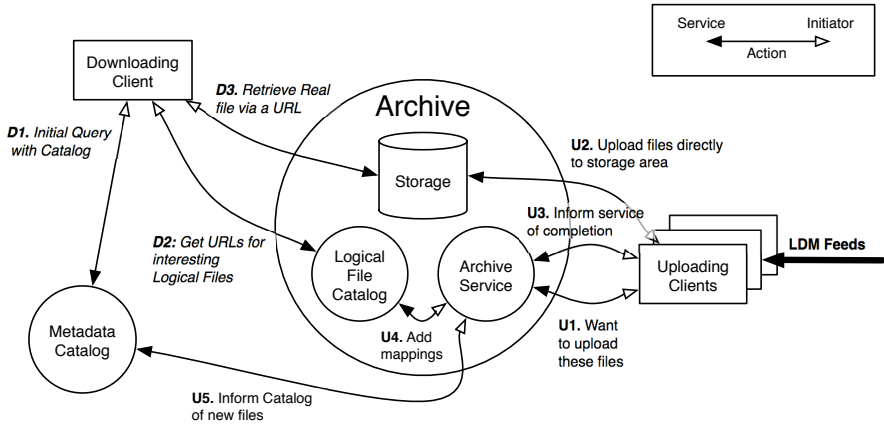 Service
Initiator
Action
Downloading
Client
D3. Retrieve Real
file via a URL
Archive
D1. Initial Query
with Catalog
U2. Upload files directly
to storage area
Storage
U3. Inform service
of completion
LDM Feeds
D2: Get URLs for
interesting
Logical Files
Logical
File
Catalog
Archive
Service
Uploading
Clients
U4. Add
mappings
U1. Want
to upload
these files
Metadata
Catalog
U5. Inform Catalog
of new files